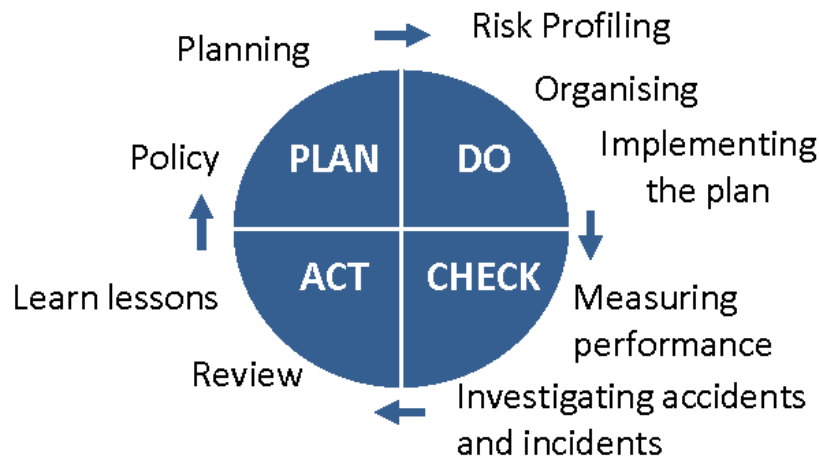 Planning
Risk Profiling
Organising
Policy
PLAN
DO
Implementing
the plan
Learn lessons
ACT
CHECK
Measuring
performance
Review
Investigating accidents
and incidents